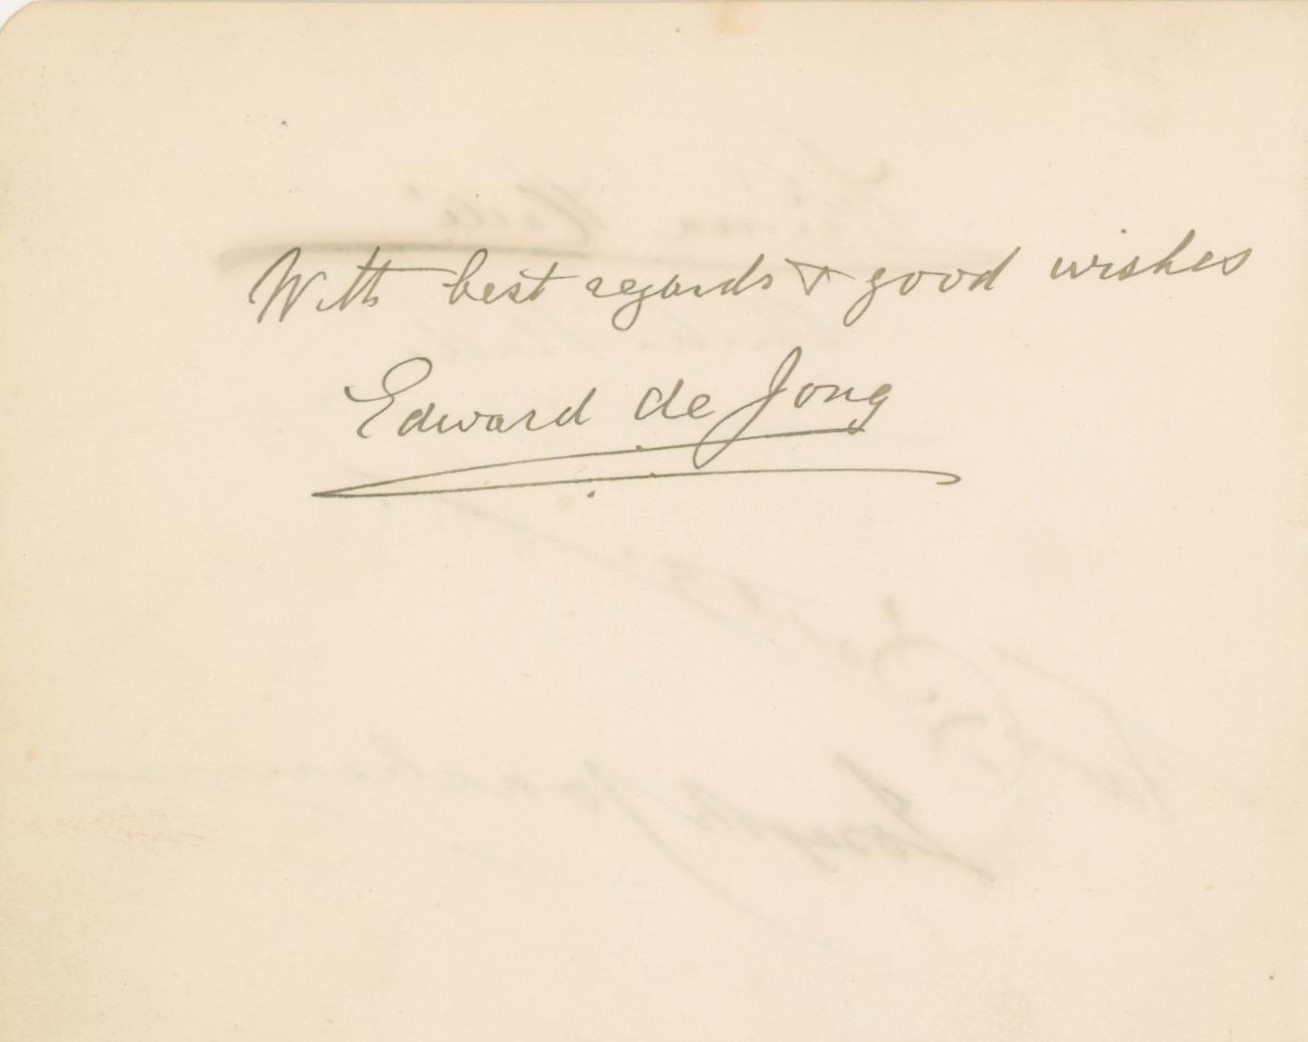 With best regards & good wishes
Edward de Jong